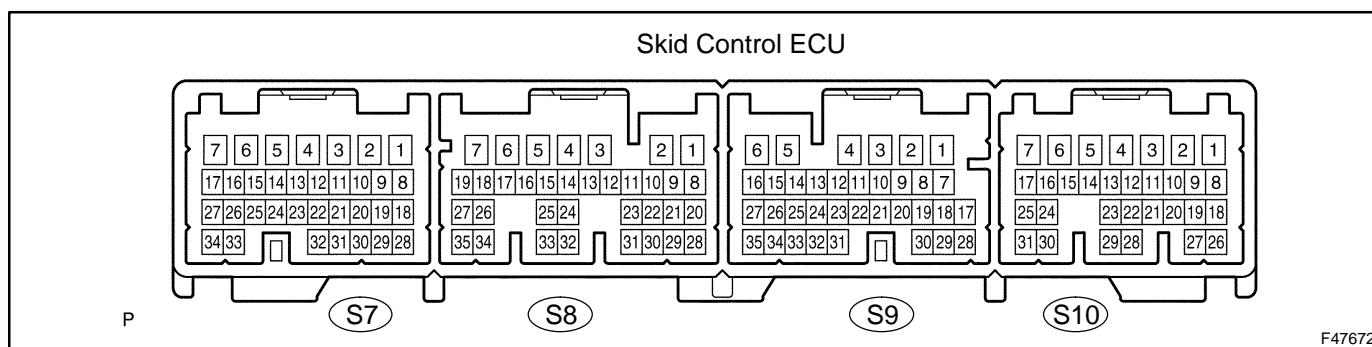 Skid Control ECU
7 6 5 4 3 2 1 7 6 5 4 3 2 1 6 5 4 3 2 1 7 6 5 4 3 2 1
17 16 15 14 13 12 11 10 9 8 19 18 17 16 15 14 13 12 11 10 9 8 16 15 14 13 12 11 10 9 8 7 17 16 15 14 13 12 11 10 9 8
27 26 25 24 23 22 21 20 19 18 27 26 25 24 23 22 21 20 27 26 25 24 23 22 21 20 19 18 17 25 24 23 22 21 20 19 18
34 33 32 31 30 29 28 35 34 33 32 31 30 29 28 35 34 33 32 31 30 29 28 31 30 29 28 27 26
P S7 S8 S9 S10 F47672